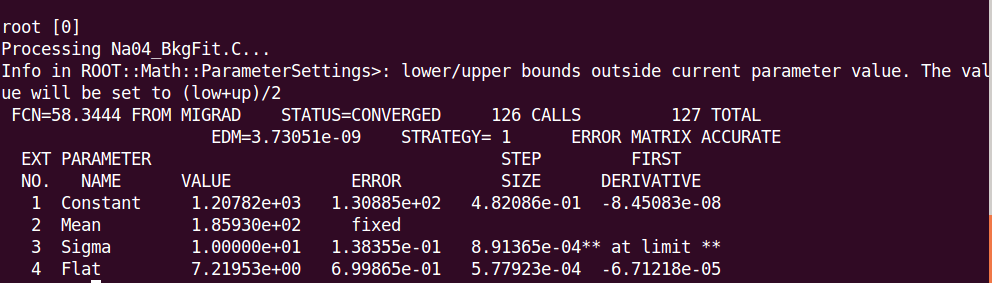 root [0]
Processing Na04_BkgFit.C...
Info in ROOT::Math::ParameterSettings>: lower/upper bounds outside current parameter value. The val
ue will be set to (low+up)/2
FCN=58.3444 FROM MIGRAD    STATUS=CONVERGED     126 CALLS         127 TOTAL
EDM=3.73051e-09    STRATEGY= 1      ERROR MATRIX ACCURATE
EXT PARAMETER                                   STEP         FIRST
NO.   NAME      VALUE            ERROR          SIZE      DERIVATIVE
1  Constant     1.20782e+03   1.30885e+02   4.82086e-01  -8.45083e-08
2  Mean         1.85930e+02     fixed
3  Sigma        1.00000e+01   1.38355e-01   8.91365e-04** at limit **
4  Flat         7.21953e+00   6.99865e-01   5.77923e-04  -6.71218e-05